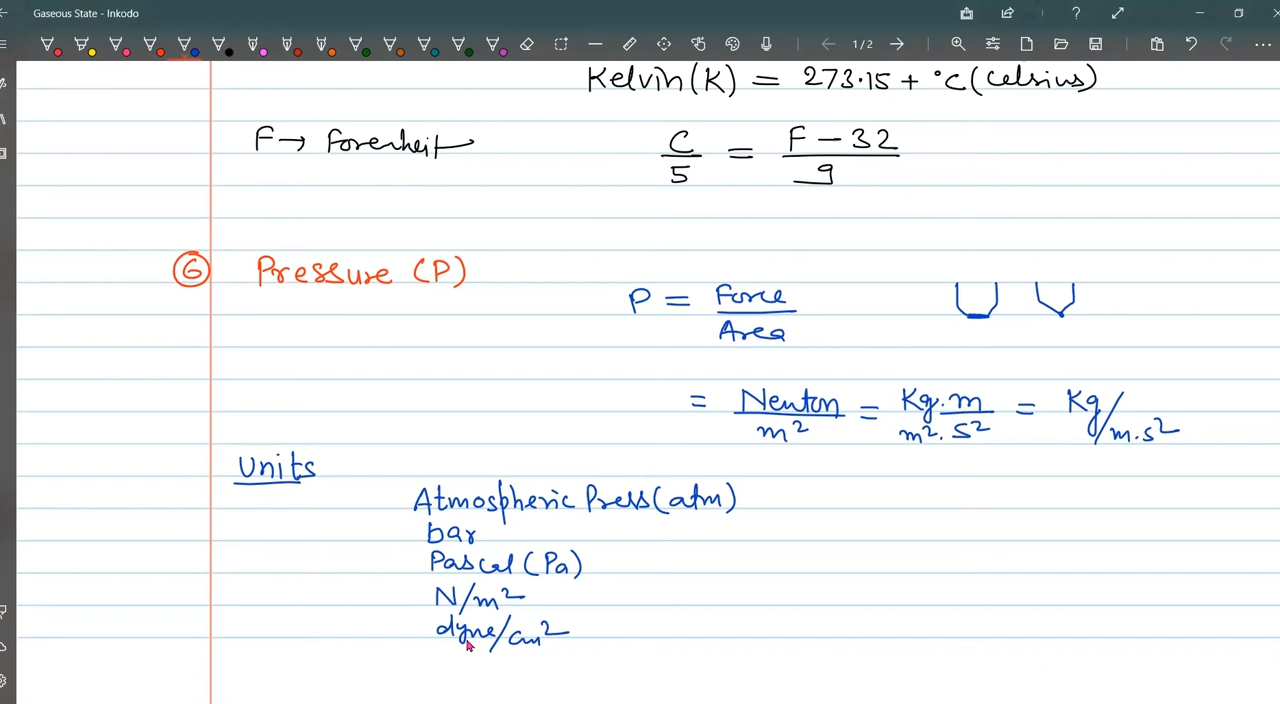 Gaseous State - Inkodo
1/2
Kelvin(K) = 273.15 + °C (Celsius)
F → Forenheit
C/5 = F - 32/9
6 Pressure (P)
P = Force/Area
= Newton/m² = Kg.m/m².S² = Kg/m.s²
Units
Atmospheric Press(atm)
bar
Pascal (Pa)
N/m²
dyne/cm²